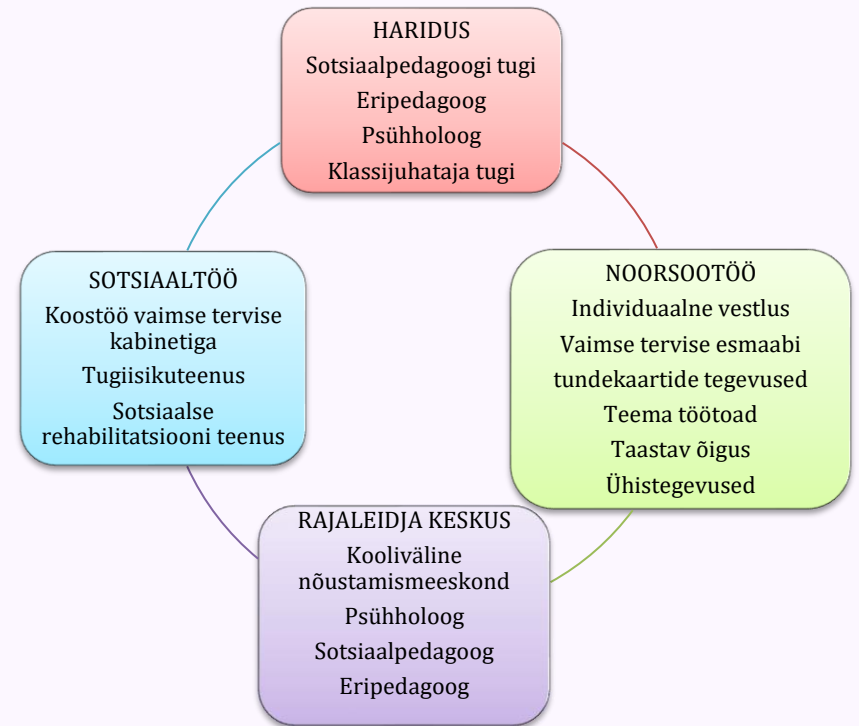 HARIDUS
Sotsiaalpedagoogi tugi
Eripedagoog
Psühholoog
Klassijuhataja tugi
SOTSIAALTÖÖ
Koostöö vaimse tervise
kabinetiga
Tugiisikuteenus
Sotsiaalse
rehabilitatsiooni teenus
NOORSOOTÖÖ
Individuaalne vestlus
Vaimse tervise esmaabi
tundekaartide tegevused
Teema töötoad
Taastav õigus
Ühistegevused
RAJALEIDJA KESKUS
Kooliväline
nõustamismeeskond
Psühholoog
Sotsiaalpedagoog
Eripedagoog